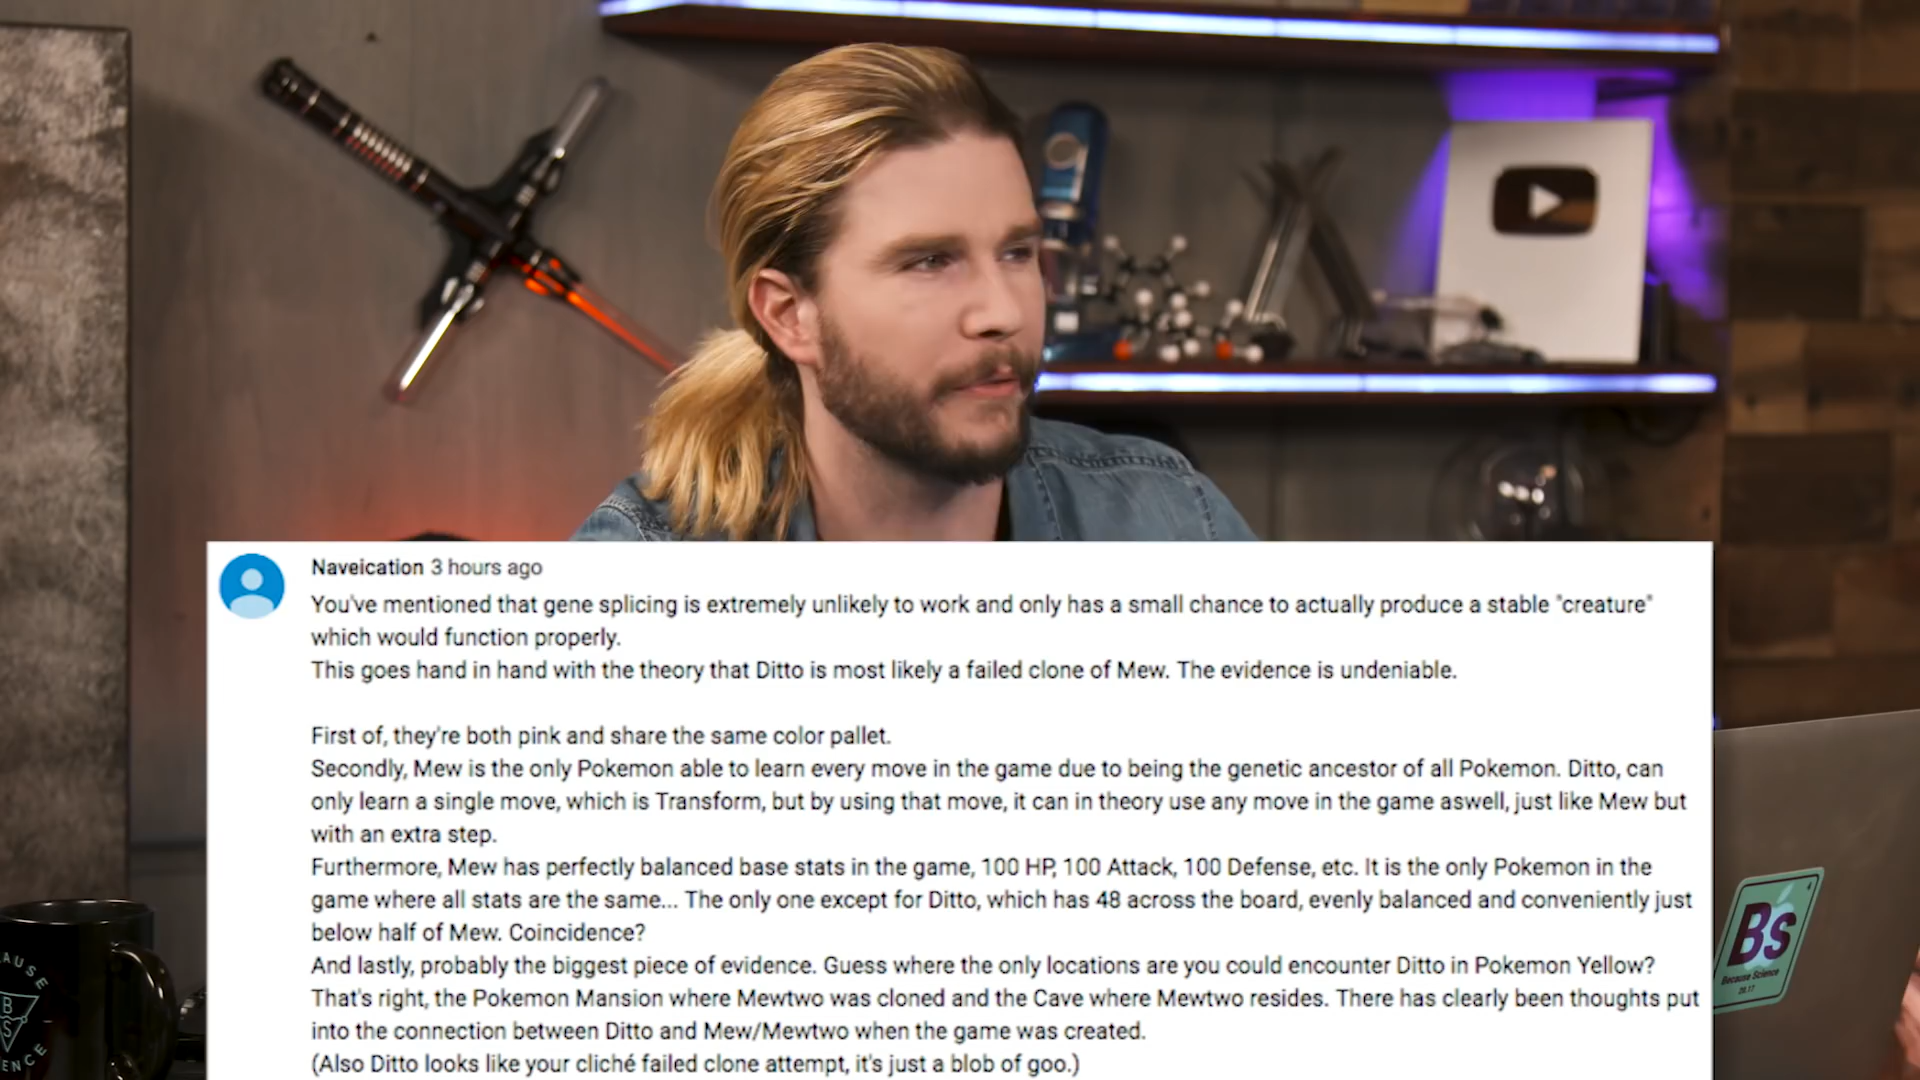 Naveication 3 hours ago
You've mentioned that gene splicing is extremely unlikely to work and only has a small chance to actually produce a stable "creature"
which would function properly.
This goes hand in hand with the theory that Ditto is most likely a failed clone of Mew. The evidence is undeniable.
First of, they're both pink and share the same color pallet.
Secondly, Mew is the only Pokemon able to learn every move in the game due to being the genetic ancestor of all Pokemon. Ditto, can
only learn a single move, which is Transform, but by using that move, it can in theory use any move in the game aswell, just like Mew but
with an extra step.
Furthermore, Mew has perfectly balanced base stats in the game, 100 HP, 100 Attack, 100 Defense, etc. It is the only Pokemon in the
game where all stats are the same... The only one except for Ditto, which has 48 across the board, evenly balanced and conveniently just
below half of Mew. Coincidence?
And lastly, probably the biggest piece of evidence. Guess where the only locations are you could encounter Ditto in Pokemon Yellow?
That's right, the Pokemon Mansion where Mewtwo was cloned and the Cave where Mewtwo resides. There has clearly been thoughts put
into the connection between Ditto and Mew/Mewtwo when the game was created.
(Also Ditto looks like your cliché failed clone attempt, it's just a blob of goo.)
Bs
Because Science
AUSE
B
S
ENCE